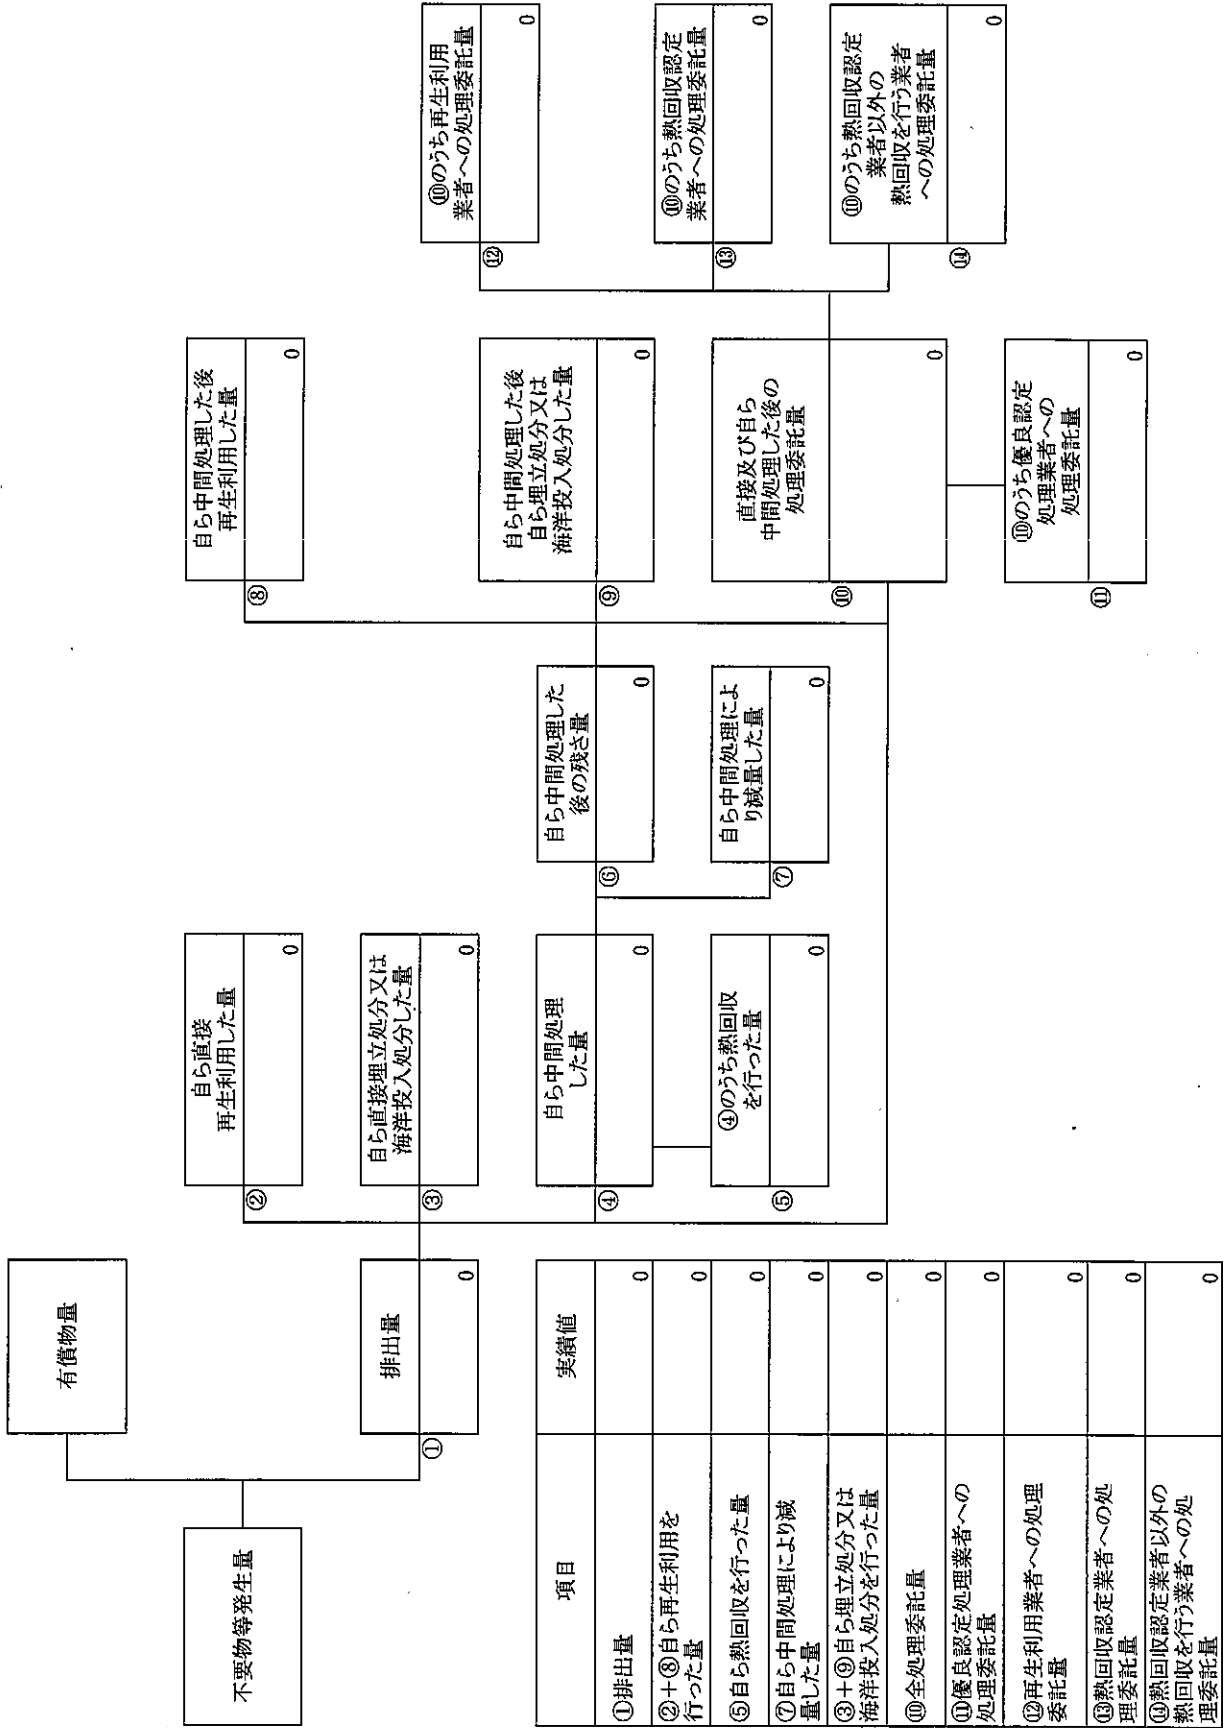 不要物等発生量
有償物量
①
排出量
0
②
自ら直接
再生利用した量
0
③
自ら直接埋立処分又は
海洋投入処分した量
0
④
自ら中間処理
した量
0
⑤
④のうち熱回収
を行った量
0
⑥
自ら中間処理した
後の残さ量
0
⑦
自ら中間処理によ
り減量した量
0
⑧
自ら中間処理した後
再生利用した量
0
⑨
自ら中間処理した後
自ら埋立処分又は
海洋投入処分した量
0
⑩
直接及び自ら
中間処理した後の
処理委託量
0
⑪
⑩のうち優良認定
処理業者への
処理委託量
0
⑫
⑩のうち再生利用
業者への処理委託量
0
⑬
⑩のうち熱回収認定
業者への処理委託量
0
⑭
⑩のうち熱回収認定
業者以外の
熱回収を行う業者
への処理委託量
0
項目 実績値
①排出量 0
②+⑧自ら再生利用を
行った量 0
⑤自ら熱回収を行った量 0
⑦自ら中間処理により減
量した量 0
③+⑨自ら埋立処分又は
海洋投入処分を行った量 0
⑩全処理委託量 0
⑪優良認定処理業者への
処理委託量 0
⑫再生利用業者への処理
委託量 0
⑬熱回収認定業者への処
理委託量 0
⑭熱回収認定業者以外の
熱回収を行う業者への処
理委託量 0